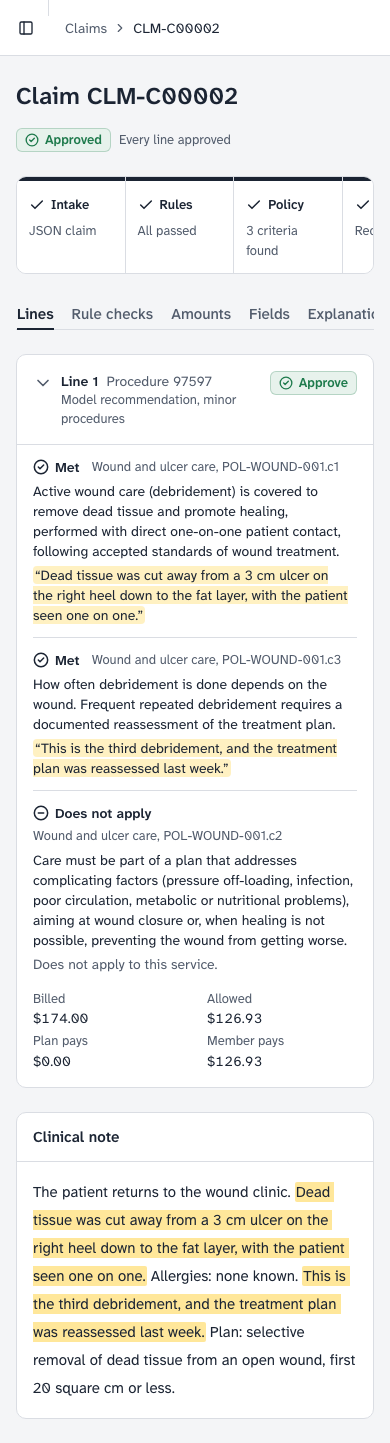 Claims > CLM-C00002
Claim CLM-C00002
Approved Every line approved
Intake
JSON claim
Rules
All passed
Policy
3 criteria
found
Lines Rule checks Amounts Fields
Line 1 Procedure 97597
Model recommendation, minor
procedures
Approve
Met Wound and ulcer care, POL-WOUND-001.c1
Active wound care (debridement) is covered to
remove dead tissue and promote healing,
performed with direct one-on-one patient contact,
following accepted standards of wound treatment.
“Dead tissue was cut away from a 3 cm ulcer on
the right heel down to the fat layer, with the patient
seen one on one.”
Met Wound and ulcer care, POL-WOUND-001.c3
How often debridement is done depends on the
wound. Frequent repeated debridement requires a
documented reassessment of the treatment plan.
“This is the third debridement, and the treatment
plan was reassessed last week.”
Does not apply
Wound and ulcer care, POL-WOUND-001.c2
Care must be part of a plan that addresses
complicating factors (pressure off-loading, infection,
poor circulation, metabolic or nutritional problems),
aiming at wound closure or, when healing is not
possible, preventing the wound from getting worse.
Does not apply to this service.
Billed Allowed
$174.00 $126.93
Plan pays Member pays
$0.00 $126.93
Clinical note
The patient returns to the wound clinic. Dead
tissue was cut away from a 3 cm ulcer on the
right heel down to the fat layer, with the patient
seen one on one. Allergies: none known. This is
the third debridement, and the treatment plan
was reassessed last week. Plan: selective
removal of dead tissue from an open wound, first
20 square cm or less.